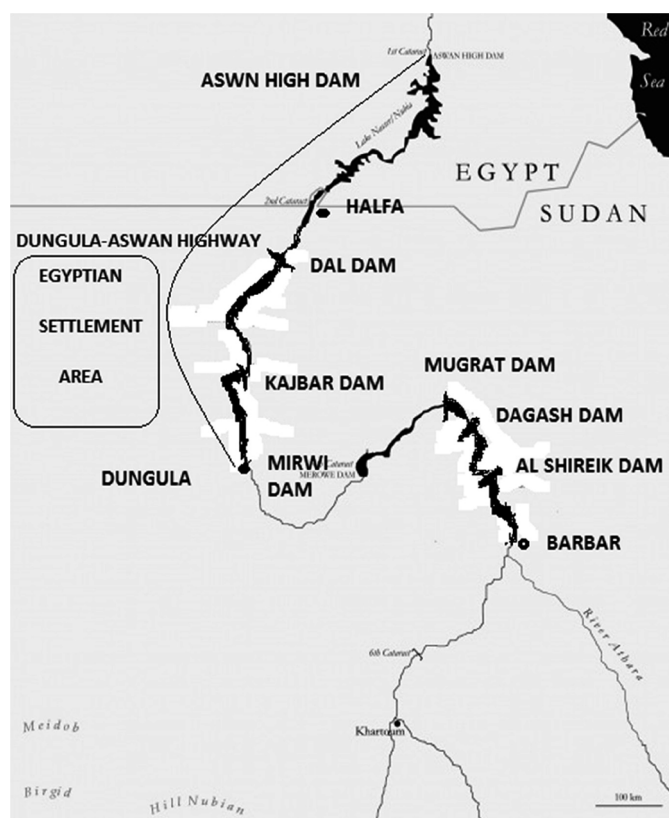 Red
Sea
1st Cataract
ASWAN HIGH DAM
ASWN HIGH DAM
Lake Nasser/Nubia
EGYPT
SUDAN
2nd Cataract
HALFA
DUNGULA-ASWAN HIGHWAY
EGYPTIAN
SETTLEMENT
AREA
DAL DAM
KAJBAR DAM
MUGRAT DAM
DAGASH DAM
AL SHIREIK DAM
DUNGULA
MIRWI
DAM
Cataract
MEROWE DAM
BARBAR
River Atbara
6th Cataract
Khartoum
Meidob
Birgid
Hill Nubian
100 km